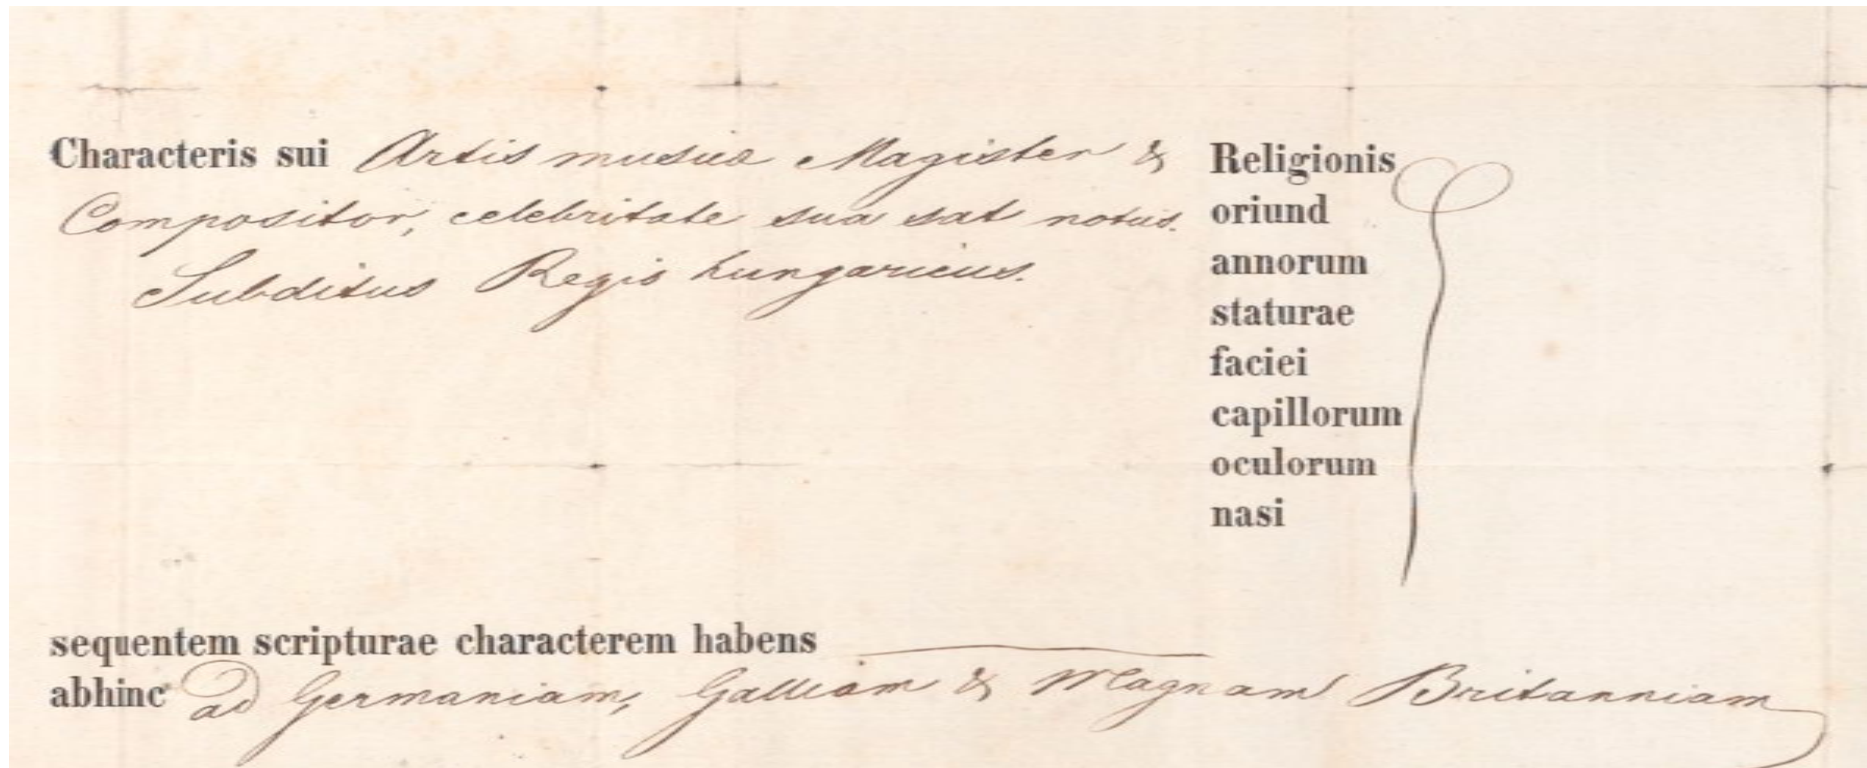 Characteris sui Artis musicæ Magister &
Compositor, celebritate sua sat notus.
Subditus Regis hungaricus.
Religionis
oriund
annorum
staturae
faciei
capillorum
oculorum
nasi
sequentem scripturae characterem habens
abhinc ad Germaniam, Galliam & Magnam Britanniam